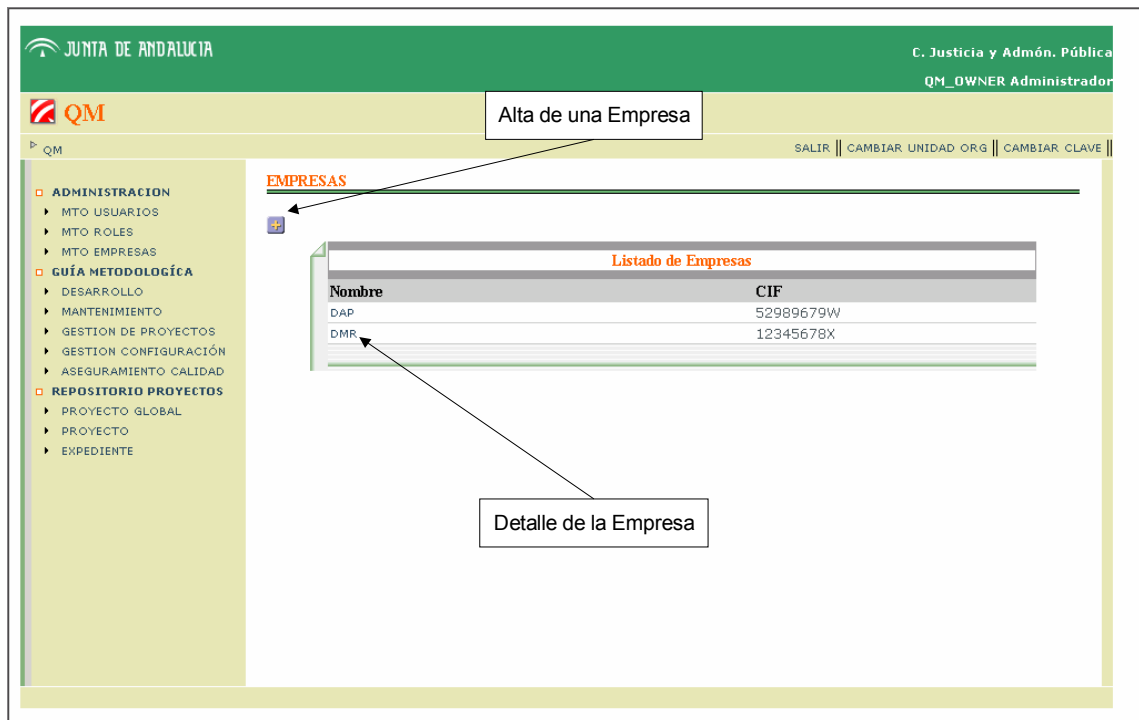 JUNTA DE ANDALUCIA
C. Justicia y Admón. Pública
QM_OWNER Administrador
QM
Alta de una Empresa
QM
SALIR || CAMBIAR UNIDAD ORG || CAMBIAR CLAVE ||
EMPRESAS
ADMINISTRACION
MTO USUARIOS
MTO ROLES
MTO EMPRESAS
GUÍA METODOLOGÍCA
DESARROLLO
MANTENIMIENTO
GESTION DE PROYECTOS
GESTION CONFIGURACIÓN
ASEGURAMIENTO CALIDAD
REPOSITORIO PROYECTOS
PROYECTO GLOBAL
PROYECTO
EXPEDIENTE
Listado de Empresas
Nombre CIF
DAP 52989679W
DMR 12345678X
Detalle de la Empresa